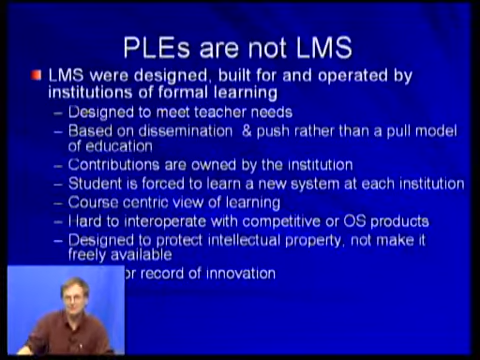 PLEs are not LMS
LMS were designed, built for and operated by
institutions of formal learning
– Designed to meet teacher needs
– Based on dissemination & push rather than a pull model
of education
– Contributions are owned by the institution
– Student is forced to learn a new system at each institution
– Course centric view of learning
– Hard to interoperate with competitive or OS products
– Designed to protect intellectual property, not make it
freely available
or record of innovation